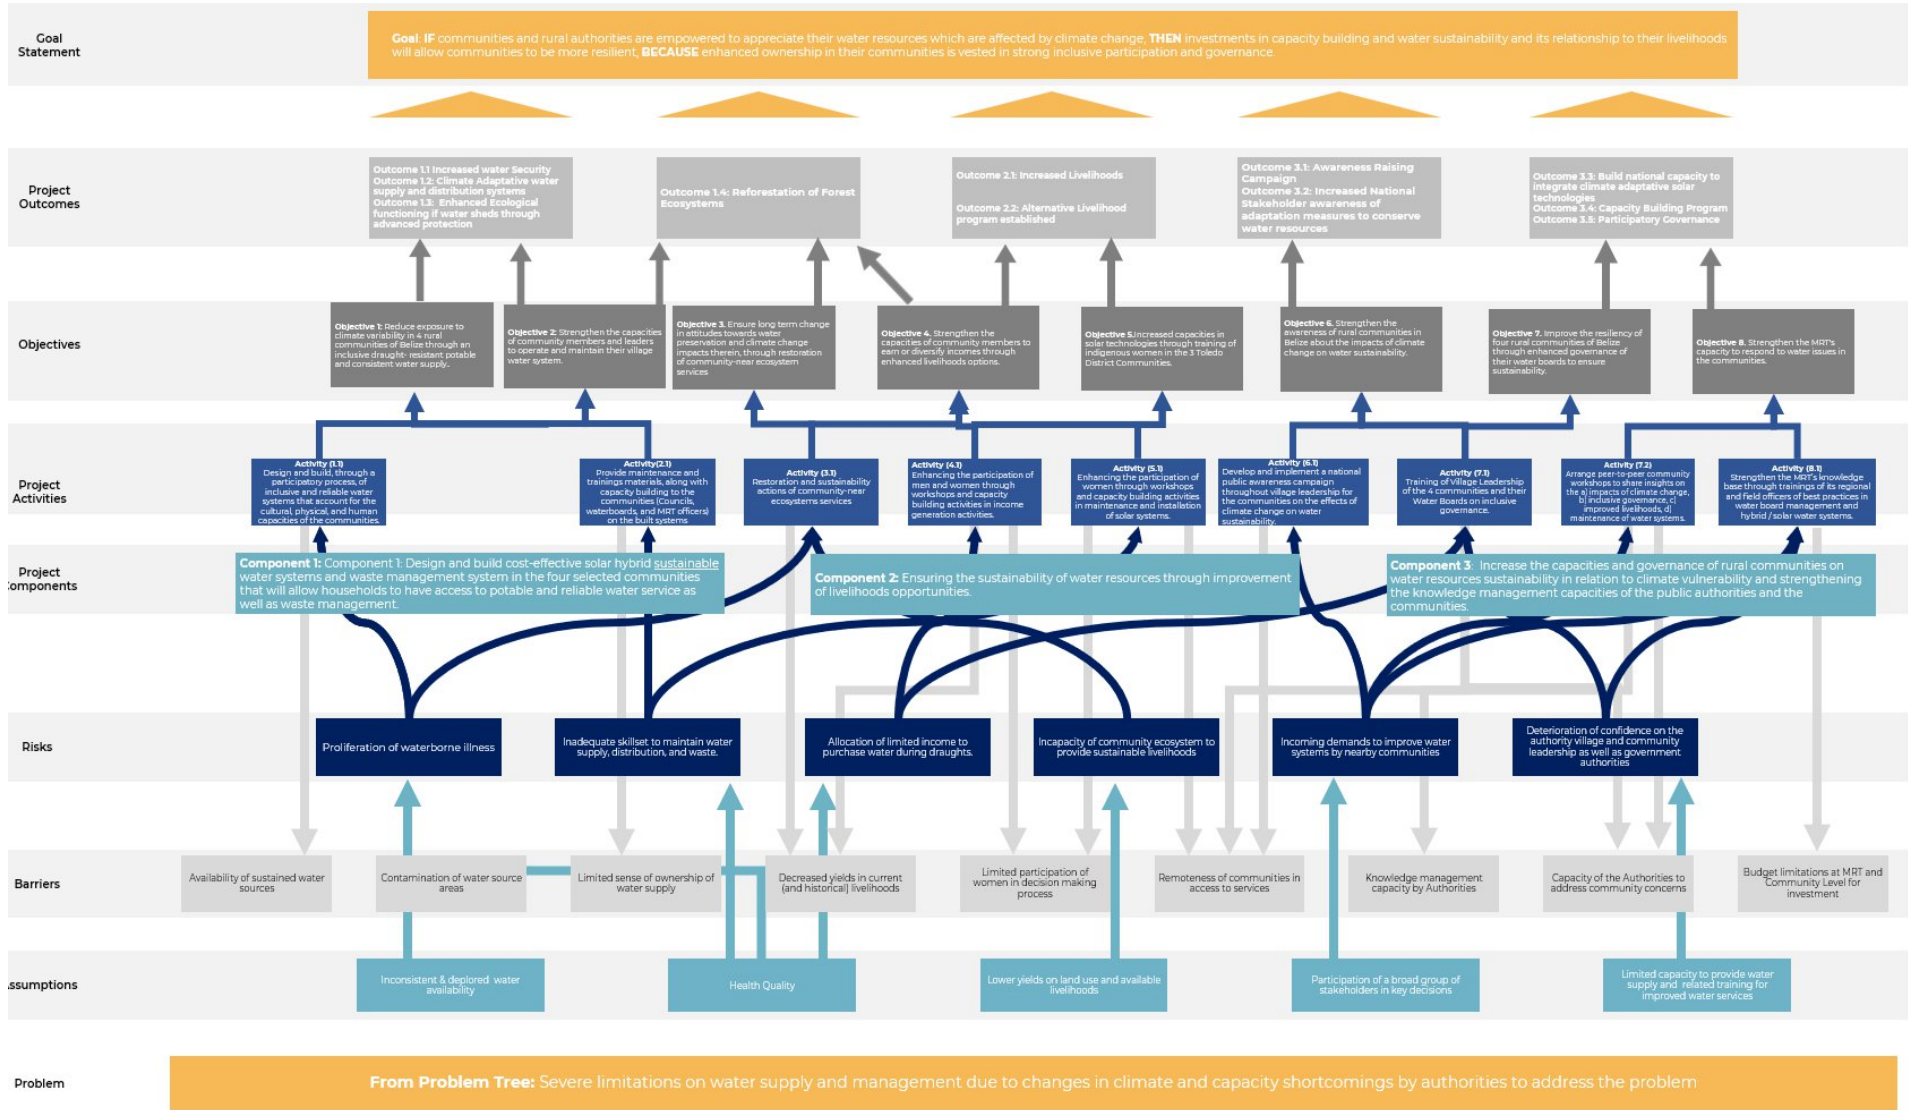 Goal
Statement
Goal: IF communities and rural authorities are empowered to appreciate their water resources which are affected by climate change, THEN investments in capacity building and water sustainability and its relationship to their livelihoods
will allow communities to be more resilient, BECAUSE enhanced ownership in their communities is vested in strong inclusive participation and governance.
Project
Outcomes
Outcome 1.1 Increased water Security
Outcome 1.2: Climate Adaptative water
supply and distribution systems
Outcome 1.3: Enhanced Ecological
functioning if water sheds through
advanced protection
Outcome 1.4: Reforestation of Forest
Ecosystems
Outcome 2.1: Increased Livelihoods
Outcome 2.2: Alternative Livelihood
program established
Outcome 3.1: Awareness Raising
Campaign
Outcome 3.2: Increased National
Stakeholder awareness of
adaptation measures to conserve
water resources
Outcome 3.3: Build national capacity to
integrate climate adaptative solar
technologies
Outcome 3.4: Capacity Building Program
Outcome 3.5: Participatory Governance
Objectives
Objective 1: Reduce exposure to
climate variability in 4 rural
communities of Belize through an
inclusive draught- resistant potable
and consistent water supply..
Objective 2: Strengthen the capacities
of community members and leaders
to operate and maintain their village
water system.
Objective 3. Ensure long term change
in attitudes towards water
preservation and climate change
impacts therein, through restoration
of community-near ecosystem
services
Objective 4. Strengthen the
capacities of community members to
earn or diversify incomes through
enhanced livelihoods options.
Objective 5.Increased capacities in
solar technologies through training of
indigenous women in the 3 Toledo
District Communities.
Objective 6. Strengthen the
awareness of rural communities in
Belize about the impacts of climate
change on water sustainability.
Objective 7. Improve the resiliency of
four rural communities of Belize
through enhanced governance of
their water boards to ensure
sustainability.
Objective 8. Strengthen the MRT's
capacity to respond to water issues in
the communities.
Project
Activities
Activity (1.1)
Design and build, through a
participatory process, of
inclusive and reliable water
systems that account for the
cultural, physical, and human
capacities of the communities.
Activity(2.1)
Provide maintenance and
trainings materials, along with
capacity building to the
communities (Councils,
waterboards, and MRT officers)
on the built systems
Activity (3.1)
Restoration and sustainability
actions of community-near
ecosystems services
Activity (4.1)
Enhancing the participation of
men and women through
workshops and capacity
building activities in income
generation activities.
Activity (5.1)
Enhancing the participation of
women through workshops
and capacity building activities
in maintenance and installation
of solar systems.
Activity (6.1)
Develop and implement a national
public awareness campaign
throughout village leadership for
the communities on the effects of
climate change on water
sustainability.
Activity (7.1)
Training of Village Leadership
of the 4 communities and their
Water Boards on inclusive
governance.
Activity (7.2)
Arrange peer-to-peer community
workshops to share insights on
the a) impacts of climate change,
b) inclusive governance, c)
improved livelihoods, d)
maintenance of water systems.
Activity (8.1)
Strengthen the MRT's knowledge
base through trainings of its regional
and field officers of best practices in
water board management and
hybrid / solar water systems.
Project
Components
Component 1: Component 1: Design and build cost-effective solar hybrid sustainable
water systems and waste management system in the four selected communities
that will allow households to have access to potable and reliable water service as
well as waste management.
Component 2: Ensuring the sustainability of water resources through improvement
of livelihoods opportunities.
Component 3: Increase the capacities and governance of rural communities on
water resources sustainability in relation to climate vulnerability and strengthening
the knowledge management capacities of the public authorities and the
communities.
Risks
Proliferation of waterborne illness
Inadequate skillset to maintain water
supply, distribution, and waste.
Allocation of limited income to
purchase water during draughts.
Incapacity of community ecosystem to
provide sustainable livelihoods
Incoming demands to improve water
systems by nearby communities
Deterioration of confidence on the
authority village and community
leadership as well as government
authorities
Barriers
Availability of sustained water
sources
Contamination of water source
areas
Limited sense of ownership of
water supply
Decreased yields in current
(and historical) livelihoods
Limited participation of
women in decision making
process
Remoteness of communities in
access to services
Knowledge management
capacity by Authorities
Capacity of the Authorities to
address community concerns
Budget limitations at MRT and
Community Level for
investment
ssumptions
Inconsistent & deplored water
availability
Health Quality
Lower yields on land use and available
livelihoods
Participation of a broad group of
stakeholders in key decisions
Limited capacity to provide water
supply and related training for
improved water services
Problem
From Problem Tree: Severe limitations on water supply and management due to changes in climate and capacity shortcomings by authorities to address the problem